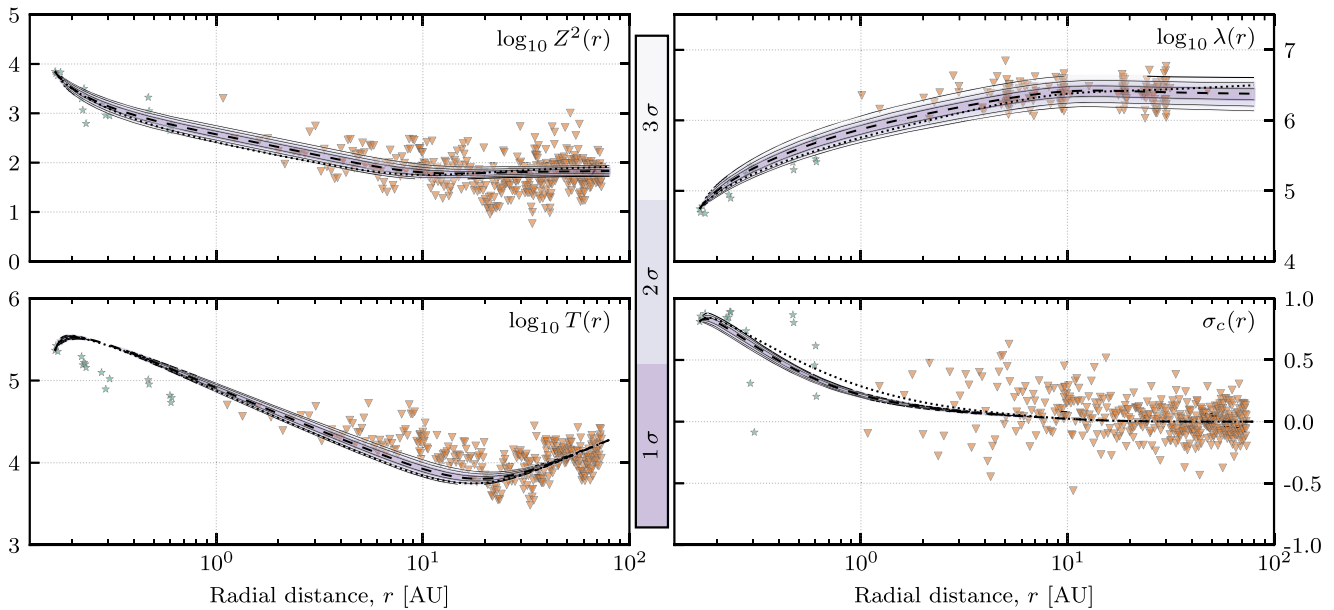 log₁₀ Z²(r)
5
4
3
2
1
0
log₁₀ λ(r)
7
6
5
4
3σ
2σ
1σ
log₁₀ T(r)
6
5
4
3
10⁰ 10¹ 10²
Radial distance, r [AU]
σ_c(r)
1.0
0.5
0.0
-0.5
-1.0
10⁰ 10¹ 10²
Radial distance, r [AU]